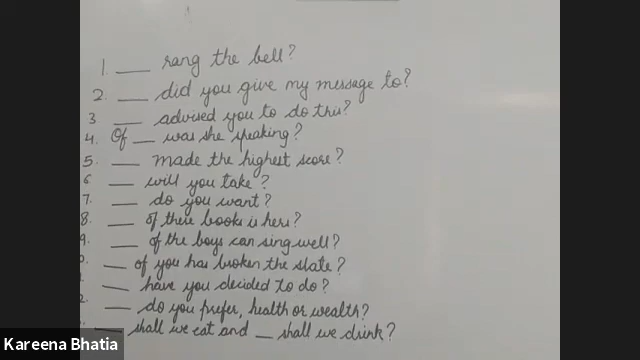 1. ___ rang the bell?
2. ___ did you give my message to?
3 ___ advised you to do this?
4. Of ___ was she speaking?
5. ___ made the highest score?
6 ___ will you take?
7. ___ do you want?
8. ___ of these books is hers?
9. ___ of the boys can sing well?
0. ___ of you has broken the slate?
___ have you decided to do?
2. ___ do you prefer, health or wealth?
___ shall we eat and ___ shall we drink?
Kareena Bhatia